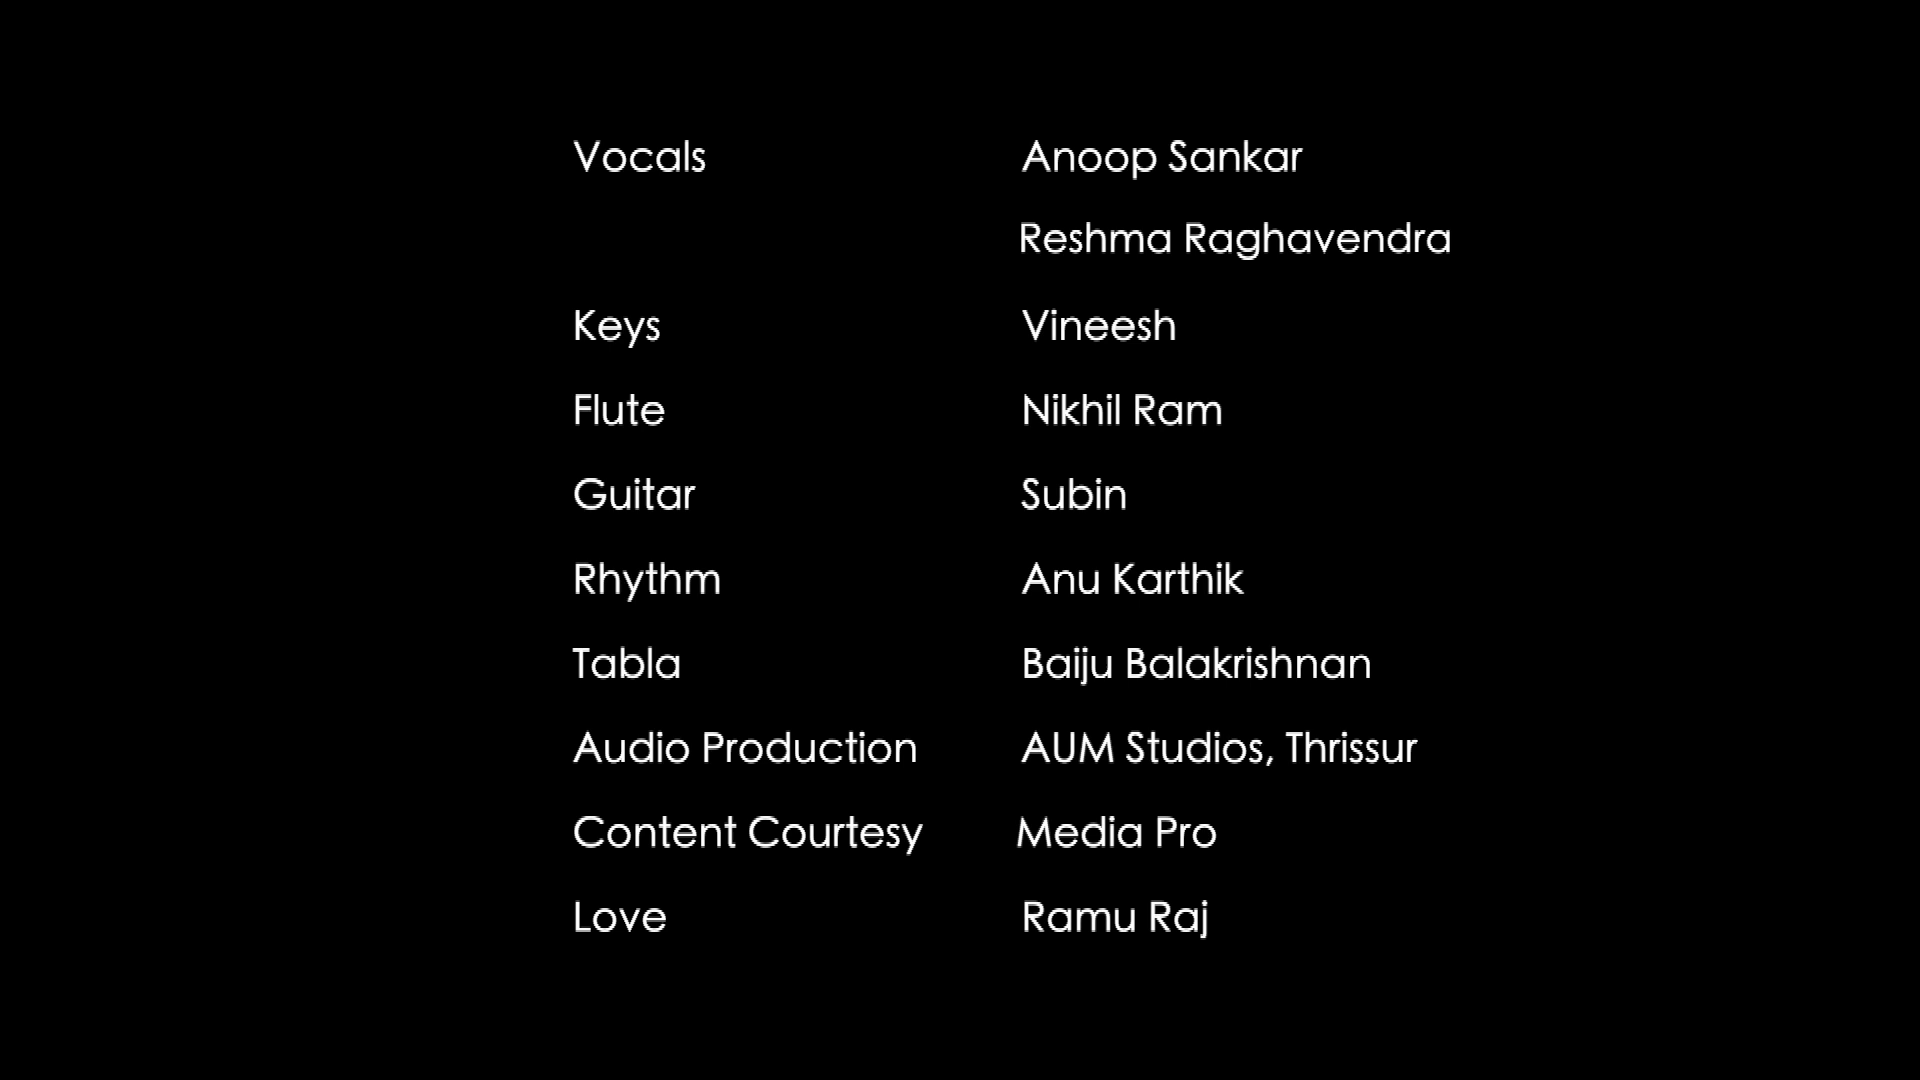 Vocals Anoop Sankar
Reshma Raghavendra
Keys Vineesh
Flute Nikhil Ram
Guitar Subin
Rhythm Anu Karthik
Tabla Baiju Balakrishnan
Audio Production AUM Studios, Thrissur
Content Courtesy Media Pro
Love Ramu Raj